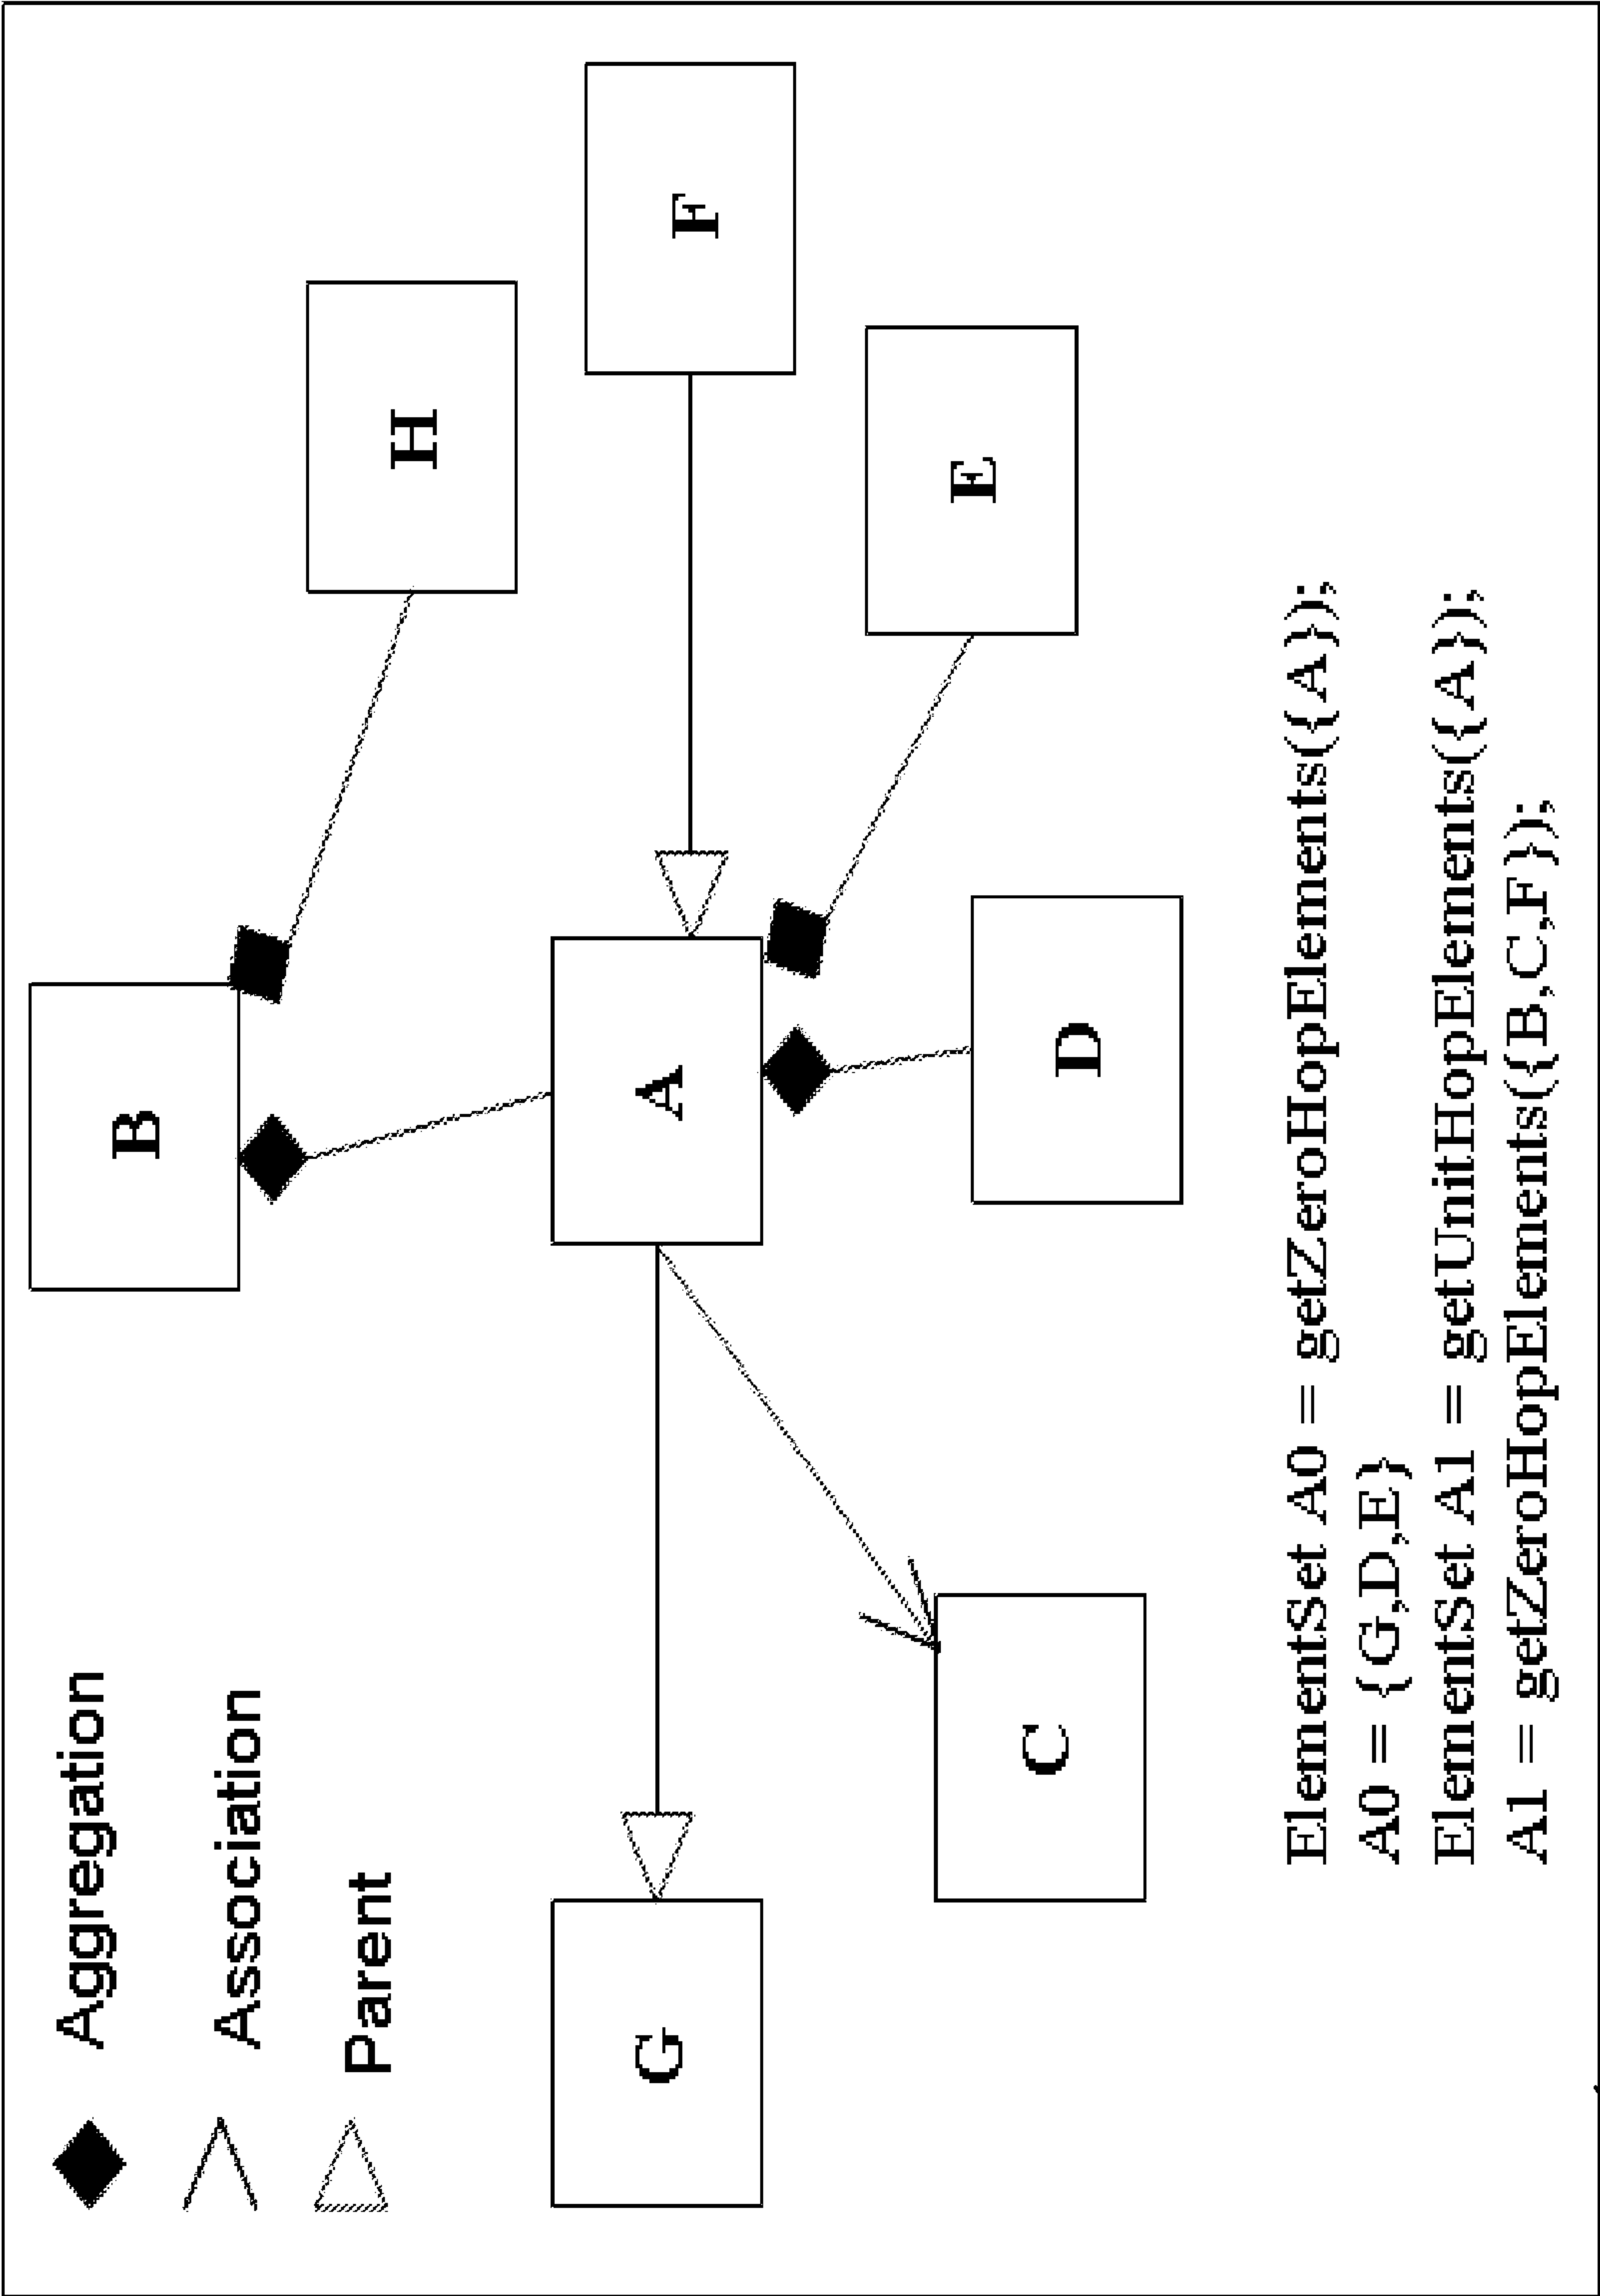 Aggregation
Association
Parent
B
H
G
A
F
C
D
E
ElementSet A0 = getZeroHopElements({A});
A0 = {G,D,E}
ElementSet A1 = getUnitHopElements({A});
A1 = getZeroHopElements({B,C,F});